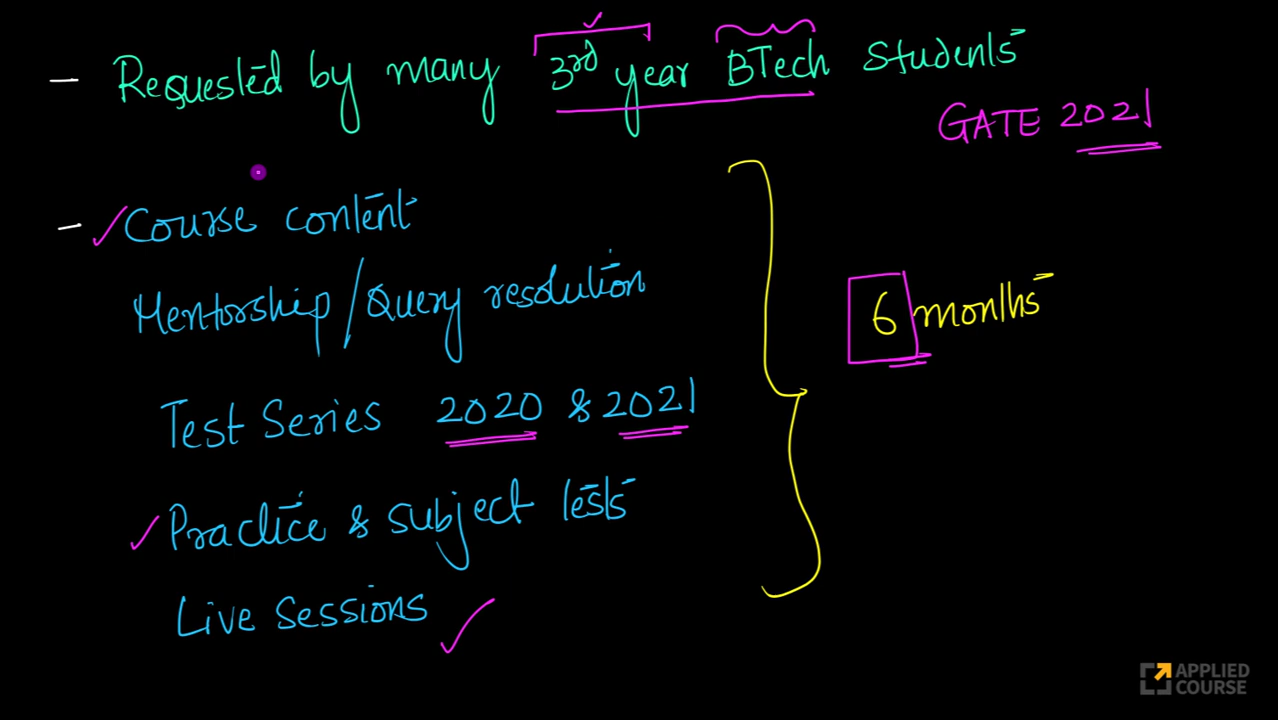 - Requested by many 3rd year BTech Students
GATE 2021
- ✓ Course content
Mentorship/Query resolution
6 months
Test Series 2020 & 2021
✓ Practice & subject tests
Live Sessions ✓
APPLIED
COURSE